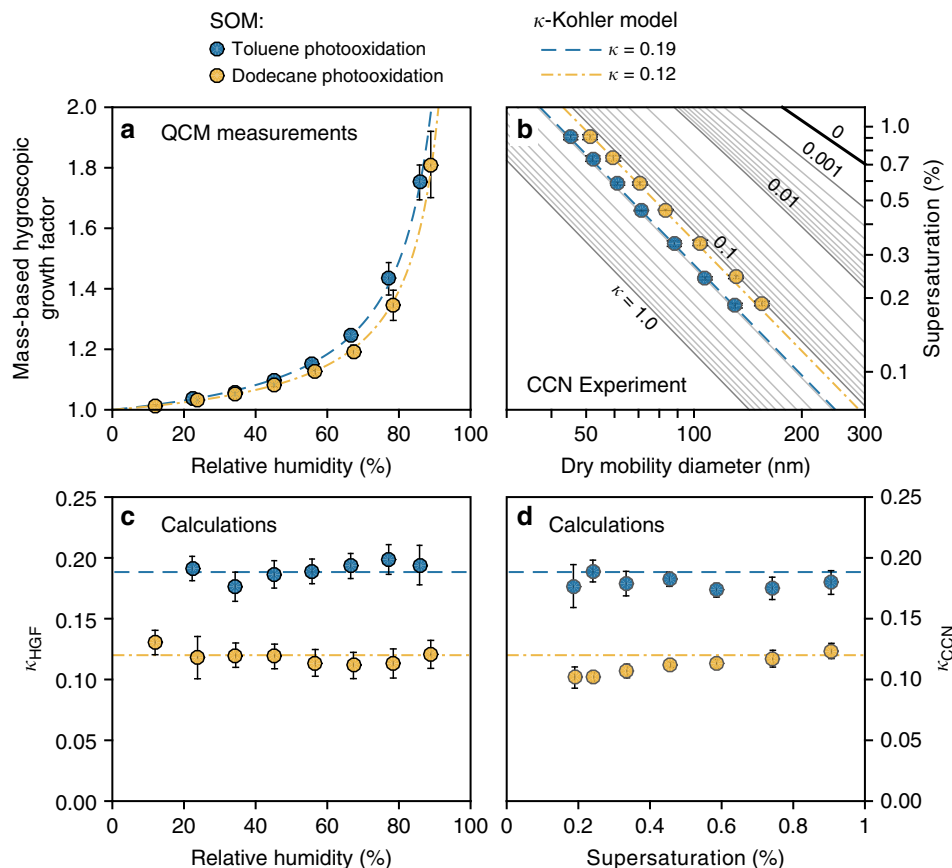 SOM:
Toluene photooxidation
Dodecane photooxidation
κ-Kohler model
κ = 0.19
κ = 0.12
a QCM measurements
Mass-based hygroscopic
growth factor
2.0
1.8
1.6
1.4
1.2
1.0
0 20 40 60 80 100
Relative humidity (%)
b
0
0.001
0.01
0.1
κ = 1.0
CCN Experiment
1.0
0.7
0.5
0.3
0.2
0.1
Supersaturation (%)
50 100 200 300
Dry mobility diameter (nm)
c Calculations
κHGF
0.25
0.20
0.15
0.10
0.05
0.00
0 20 40 60 80 100
Relative humidity (%)
d Calculations
0.25
0.20
0.15
0.10
0.05
0.00
κCCN
0 0.2 0.4 0.6 0.8 1
Supersaturation (%)